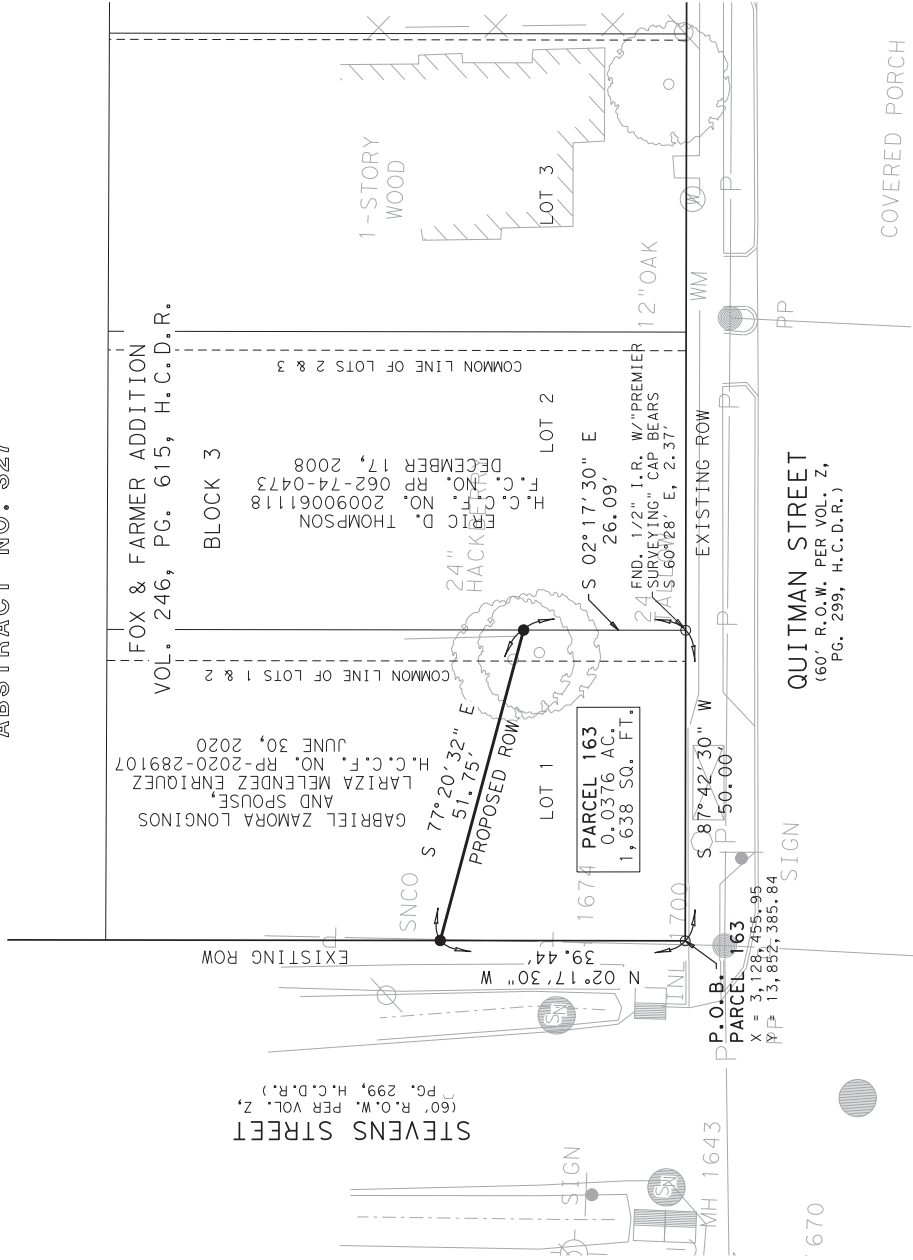 FOX & FARMER ADDITION
VOL. 246, PG. 615, H.C.D.R.
BLOCK 3
1-STORY
WOOD
LOT 3
COVERED PORCH
12"OAK
WM
W
PP
P
P
COMMON LINE OF LOTS 2 & 3
LOT 2
ERIC D. THOMPSON
H.C.C.F. NO. 20090061118
F.C. NO. RP 062-74-0473
DECEMBER 17, 2008
24"
HACKBERRY
S 02°17'30" E
26.09'
FND. 1/2" I.R. W/"PREMIER
SURVEYING" CAP BEARS
S 60°28' E, 2.37'
EXISTING ROW
QUITMAN STREET
(60' R.O.W. PER VOL. Z,
PG. 299, H.C.D.R.)
COMMON LINE OF LOTS 1 & 2
GABRIEL ZAMORA LONGINOS
AND SPOUSE,
LARIZA MELENDEZ ENRIQUEZ
H.C.C.F. NO. RP-2020-289107
JUNE 30, 2020
S 77°20'32" E
51.75'
PROPOSED ROW
LOT 1
PARCEL 163
0.0376 AC.
1,638 SQ. FT.
S 87°42'30" W
50.00'
P
P
SIGN
SNCO
1674
1700
INL
EXISTING ROW
N 02°17'30" W
39.44'
P.O.B.
PARCEL 163
X = 3,128,455.95
Y = 13,852,385.84
PP
P
SN
STEVENS STREET
(60' R.O.W. PER VOL. Z,
PG. 299, H.C.D.R.)
SIGN
SN
MH 1643
1670